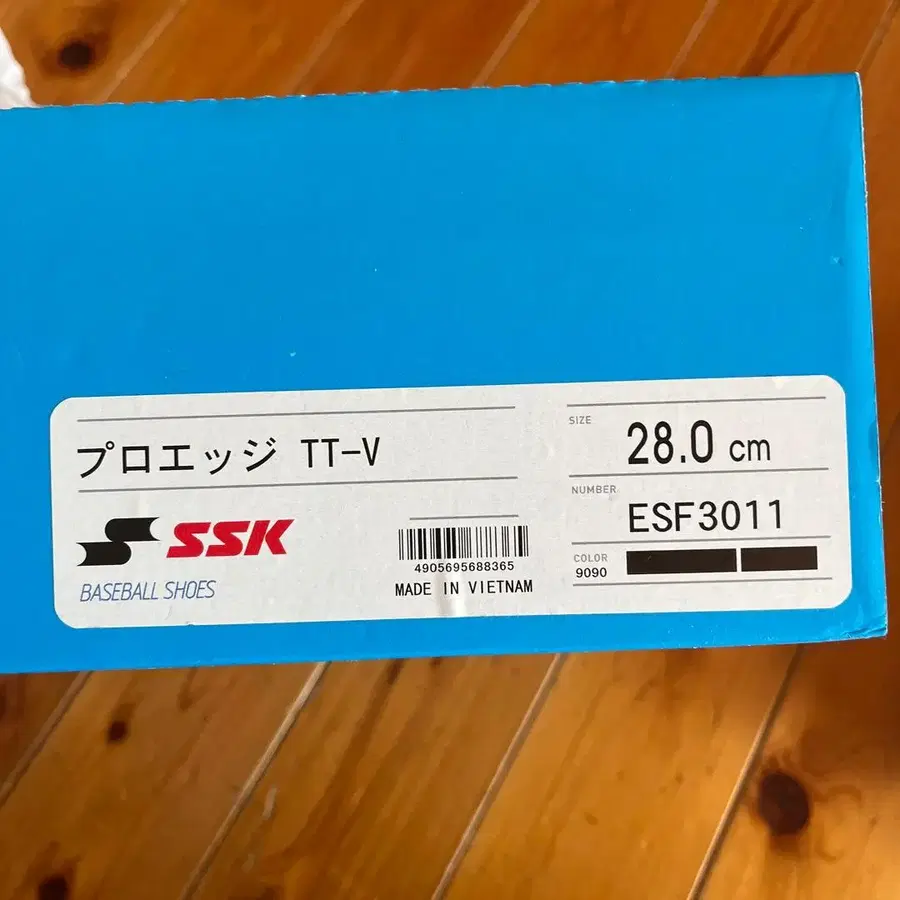 プロエッジ TT-V
SSK
BASEBALL SHOES
4905695688365
MADE IN VIETNAM
SIZE
28.0 cm
NUMBER
ESF3011
COLOR
9090